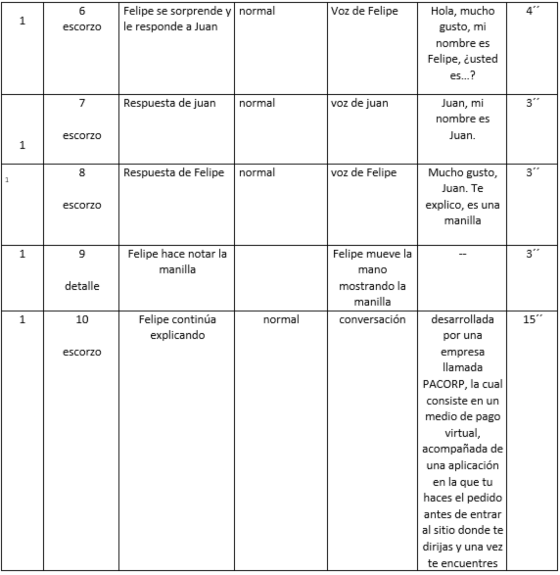 1
6
escorzo
Felipe se sorprende y
le responde a Juan
normal
Voz de Felipe
Hola, mucho
gusto, mi
nombre es
Felipe, ¿usted
es...?
4´´
1
7
escorzo
Respuesta de juan
normal
voz de juan
Juan, mi
nombre es
Juan.
3´´
1
8
escorzo
Respuesta de Felipe
normal
voz de Felipe
Mucho gusto,
Juan. Te
explico, es una
manilla
3´´
1
9
detalle
Felipe hace notar la
manilla
Felipe mueve la
mano
mostrando la
manilla
--
3´´
1
10
escorzo
Felipe continúa
explicando
normal
conversación
desarrollada
por una
empresa
llamada
PACORP, la cual
consiste en un
medio de pago
virtual,
acompañada de
una aplicación
en la que tu
haces el pedido
antes de entrar
al sitio donde te
dirijas y una vez
te encuentres
15´´